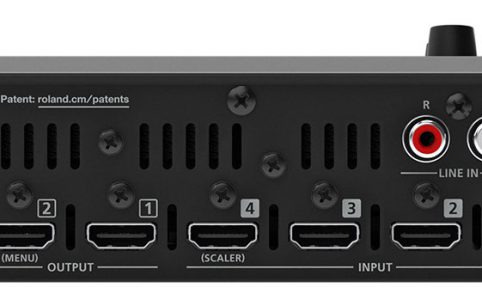 Patent: roland.cm/patents
R
LINE IN
2
1
4
3
2
(MENU)
(SCALER)
OUTPUT
INPUT